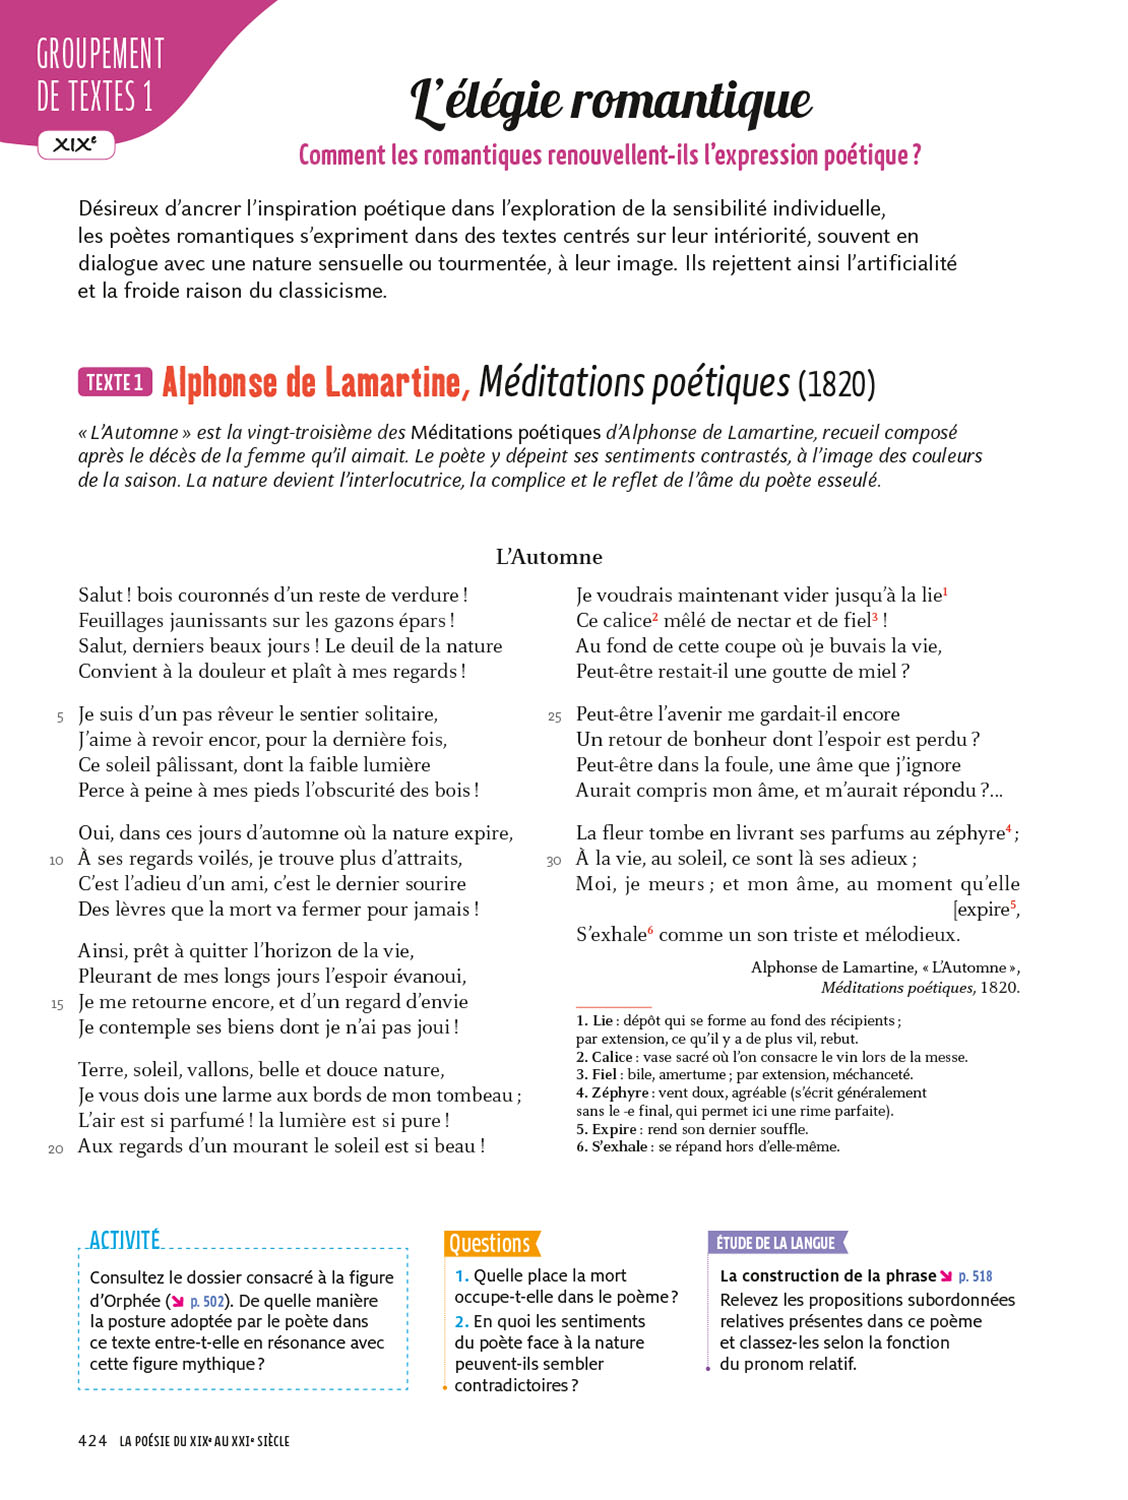 GROUPEMENT
DE TEXTES 1
XIXe
L'élégie romantique
Comment les romantiques renouvellent-ils l'expression poétique ?
Désireux d'ancrer l'inspiration poétique dans l'exploration de la sensibilité individuelle,
les poètes romantiques s'expriment dans des textes centrés sur leur intériorité, souvent en
dialogue avec une nature sensuelle ou tourmentée, à leur image. Ils rejettent ainsi l'artificialité
et la froide raison du classicisme.
TEXTE 1 Alphonse de Lamartine, Méditations poétiques (1820)
« L'Automne » est la vingt-troisième des Méditations poétiques d'Alphonse de Lamartine, recueil composé
après le décès de la femme qu'il aimait. Le poète y dépeint ses sentiments contrastés, à l'image des couleurs
de la saison. La nature devient l'interlocutrice, la complice et le reflet de l'âme du poète esseulé.
L'Automne
Salut ! bois couronnés d'un reste de verdure !
Feuillages jaunissants sur les gazons épars !
Salut, derniers beaux jours ! Le deuil de la nature
Convient à la douleur et plaît à mes regards !
5 Je suis d'un pas rêveur le sentier solitaire,
J'aime à revoir encor, pour la dernière fois,
Ce soleil pâlissant, dont la faible lumière
Perce à peine à mes pieds l'obscurité des bois !
Oui, dans ces jours d'automne où la nature expire,
10 À ses regards voilés, je trouve plus d'attraits,
C'est l'adieu d'un ami, c'est le dernier sourire
Des lèvres que la mort va fermer pour jamais !
Ainsi, prêt à quitter l'horizon de la vie,
Pleurant de mes longs jours l'espoir évanoui,
15 Je me retourne encore, et d'un regard d'envie
Je contemple ses biens dont je n'ai pas joui !
Terre, soleil, vallons, belle et douce nature,
Je vous dois une larme aux bords de mon tombeau ;
L'air est si parfumé ! la lumière est si pure !
20 Aux regards d'un mourant le soleil est si beau !
Je voudrais maintenant vider jusqu'à la lie1
Ce calice2 mêlé de nectar et de fiel3 !
Au fond de cette coupe où je buvais la vie,
Peut-être restait-il une goutte de miel ?
25 Peut-être l'avenir me gardait-il encore
Un retour de bonheur dont l'espoir est perdu ?
Peut-être dans la foule, une âme que j'ignore
Aurait compris mon âme, et m'aurait répondu ?...
La fleur tombe en livrant ses parfums au zéphyre4 ;
30 À la vie, au soleil, ce sont là ses adieux ;
Moi, je meurs ; et mon âme, au moment qu'elle
[expire5,
S'exhale6 comme un son triste et mélodieux.
Alphonse de Lamartine, « L'Automne »,
Méditations poétiques, 1820.
1. Lie : dépôt qui se forme au fond des récipients ;
par extension, ce qu'il y a de plus vil, rebut.
2. Calice : vase sacré où l'on consacre le vin lors de la messe.
3. Fiel : bile, amertume ; par extension, méchanceté.
4. Zéphyre : vent doux, agréable (s'écrit généralement
sans le -e final, qui permet ici une rime parfaite).
5. Expire : rend son dernier souffle.
6. S'exhale : se répand hors d'elle-même.
ACTIVITÉ
Consultez le dossier consacré à la figure
d'Orphée (↘ p. 502). De quelle manière
la posture adoptée par le poète dans
ce texte entre-t-elle en résonance avec
cette figure mythique ?
Questions
1. Quelle place la mort
occupe-t-elle dans le poème ?
2. En quoi les sentiments
du poète face à la nature
peuvent-ils sembler
contradictoires ?
ÉTUDE DE LA LANGUE
La construction de la phrase ↘ p. 518
Relevez les propositions subordonnées
relatives présentes dans ce poème
et classez-les selon la fonction
du pronom relatif.
424 LA POÉSIE DU XIXe AU XXIe SIÈCLE